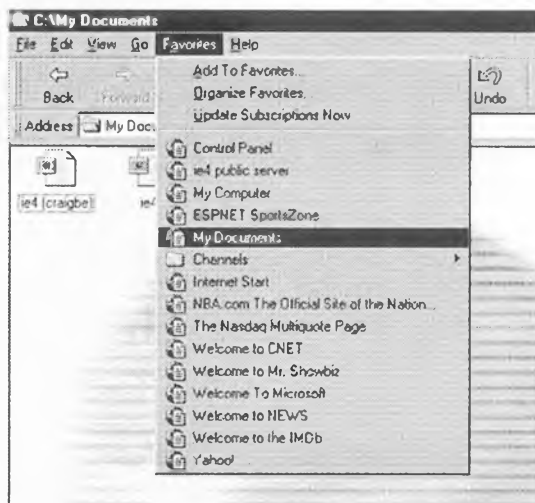 C:\My Documents
File Edit View Go Favorites Help
Back Forward Undo
Address My Doc
Add To Favorites...
Organize Favorites...
Update Subscriptions Now
Control Panel
ie4 public server
My Computer
ESPNET SportsZone
My Documents
Channels
Internet Start
NBA.com The Official Site of the Nation...
The Nasdaq Multiquote Page
Welcome to CNET
Welcome to Mr. Showbiz
Welcome To Microsoft
Welcome to NEWS
Welcome to the IMDb
Yahoo!
ie4 (craigbe) ie4